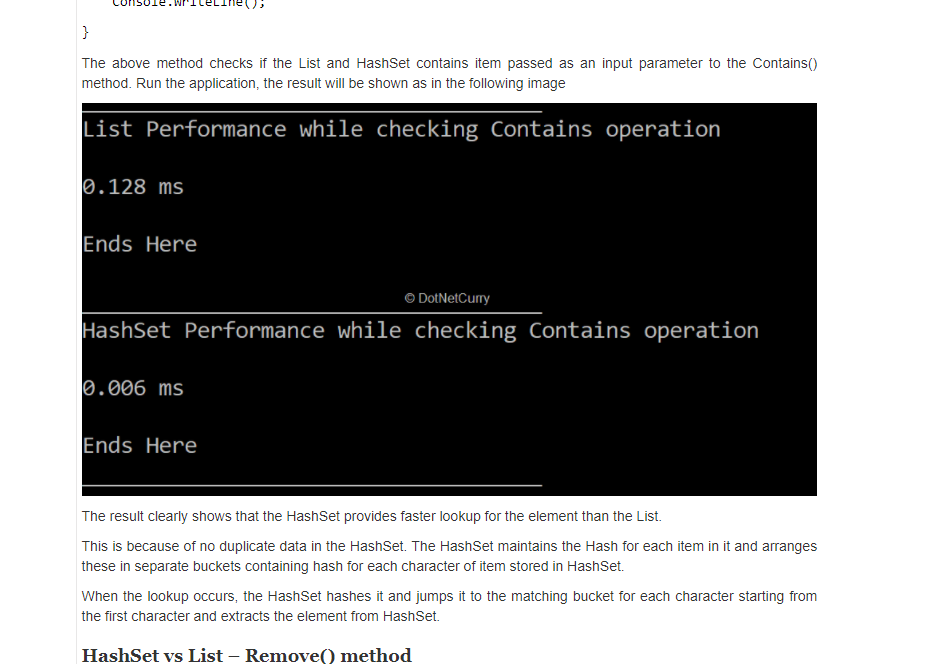 Console.WriteLine();
}
The above method checks if the List and HashSet contains item passed as an input parameter to the Contains()
method. Run the application, the result will be shown as in the following image
List Performance while checking Contains operation
0.128 ms
Ends Here
© DotNetCurry
HashSet Performance while checking Contains operation
0.006 ms
Ends Here
The result clearly shows that the HashSet provides faster lookup for the element than the List.
This is because of no duplicate data in the HashSet. The HashSet maintains the Hash for each item in it and arranges
these in separate buckets containing hash for each character of item stored in HashSet.
When the lookup occurs, the HashSet hashes it and jumps it to the matching bucket for each character starting from
the first character and extracts the element from HashSet.
HashSet vs List – Remove() method